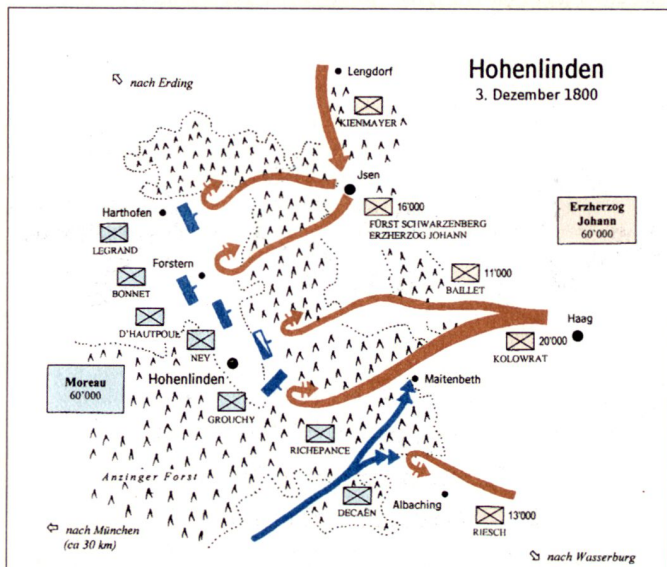 Hohenlinden
3. Dezember 1800
nach Erding
Lengdorf
KIENMAYER
Jsen
16'000
FÜRST SCHWARZENBERG
ERZHERZOG JOHANN
Erzherzog
Johann
60'000
Harthofen
LEGRAND
Forstern
BONNET
11'000
BAILLET
D'HAUTPOUL
NEY
Haag
20'000
KOLOWRAT
Moreau
60'000
Hohenlinden
Maitenbeth
GROUCHY
RICHEPANCE
Anzinger Forst
DECAËN
Albaching
13'000
RIESCH
nach München
(ca 30 km)
nach Wasserburg